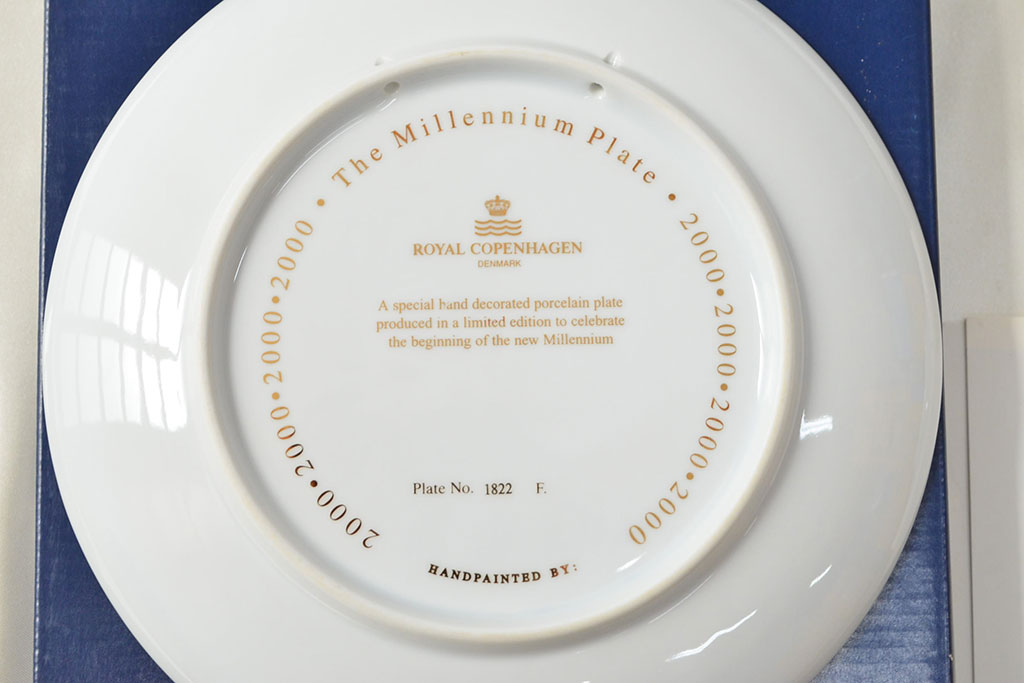 • The Millennium Plate •
2000•2000•2000•2000
2000•2000•2000•2000
ROYAL COPENHAGEN
DENMARK
A special hand decorated porcelain plate
produced in a limited edition to celebrate
the beginning of the new Millennium
Plate No. 1822 F.
HANDPAINTED BY: